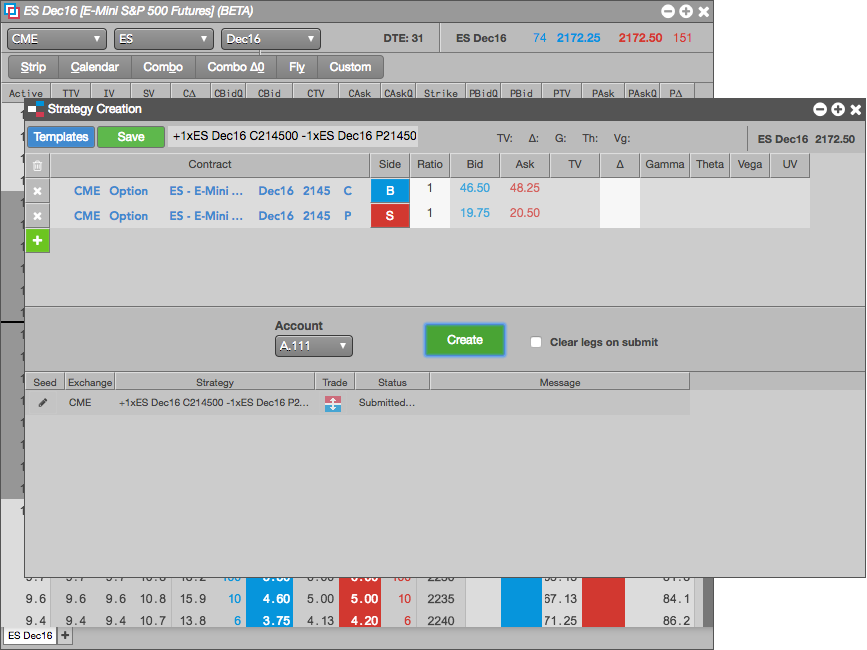 ES Dec16 [E-Mini S&P 500 Futures] (BETA)
CME ES Dec16 DTE: 31 ES Dec16 74 2172.25 2172.50 151
Strip Calendar Combo Combo Δ0 Fly Custom
Active TTV IV SV CΔ CBidQ CBid CTV CAsk CAskQ Strike PBidQ PBid PTV PAsk PAskQ PΔ
Strategy Creation
Templates Save +1xES Dec16 C214500 -1xES Dec16 P21450 TV: Δ: G: Th: Vg: ES Dec16 2172.50
Contract Side Ratio Bid Ask TV Δ Gamma Theta Vega UV
CME Option ES - E-Mini ... Dec16 2145 C B 1 46.50 48.25
CME Option ES - E-Mini ... Dec16 2145 P S 1 19.75 20.50
+
Account
A.111 Create Clear legs on submit
Seed Exchange Strategy Trade Status Message
CME +1xES Dec16 C214500 -1xES Dec16 P2... Submitted...
9.6 9.6 9.6 10.8 15.9 10 4.60 5.00 5.00 10 2235 67.13 84.1
9.4 9.4 9.4 10.7 13.8 6 3.75 4.13 4.20 6 2240 71.25 86.2
ES Dec16 +